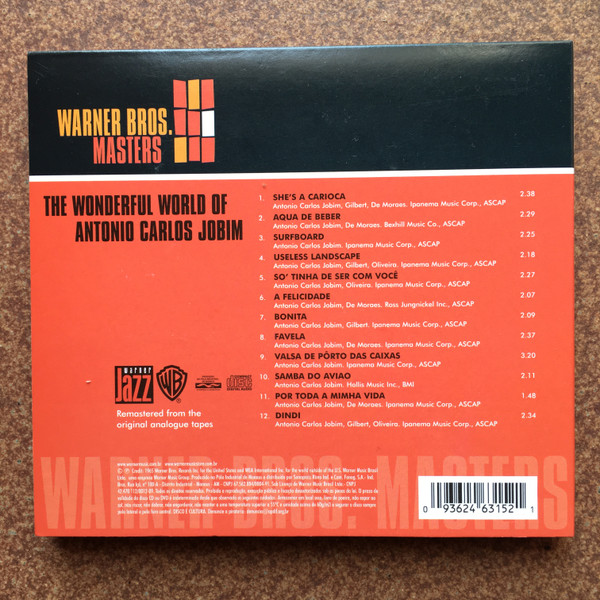 WARNER BROS.
MASTERS
THE WONDERFUL WORLD OF
ANTONIO CARLOS JOBIM
1. SHE'S A CARIOCA 2.38
Antonio Carlos Jobim, Gilbert, De Moraes. Ipanema Music Corp., ASCAP
2. AQUA DE BEBER 2.29
Antonio Carlos Jobim, De Moraes. Bexhill Music Co., ASCAP
3. SURFBOARD 2.25
Antonio Carlos Jobim. Ipanema Music Corp., ASCAP
4. USELESS LANDSCAPE 2.18
Antonio Carlos Jobim, Gilbert, Oliveira. Ipanema Music Corp., ASCAP
5. SO' TINHA DE SER COM VOCÊ 2.27
Antonio Carlos Jobim, Oliveira. Ipanema Music Corp., ASCAP
6. A FELICIDADE 2.07
Antonio Carlos Jobim, De Moraes. Ross Jungnickel Inc., ASCAP
7. BONITA 2.09
Antonio Carlos Jobim, Gilbert. Ipanema Music Corp., ASCAP
8. FAVELA 2.37
Antonio Carlos Jobim, De Moraes. Ipanema Music Corp., ASCAP
9. VALSA DE PÔRTO DAS CAIXAS 3.20
Antonio Carlos Jobim. Ipanema Music Corp., ASCAP
10. SAMBA DO AVIAO 2.11
Antonio Carlos Jobim. Hollis Music Inc., BMI
11. POR TODA A MIMHA VIDA 1.48
Antonio Carlos Jobim, De Moraes. Ipanema Music Corp., ASCAP
12. DINDI 2.34
Antonio Carlos Jobim, Gilbert, Oliveira. Ipanema Music Corp., ASCAP
warner
Jazz
WB
COMPACT
disc
DIGITAL AUDIO
Remastered from the
original analogue tapes
WARNER BROS. MASTERS
0 93624 63152 1